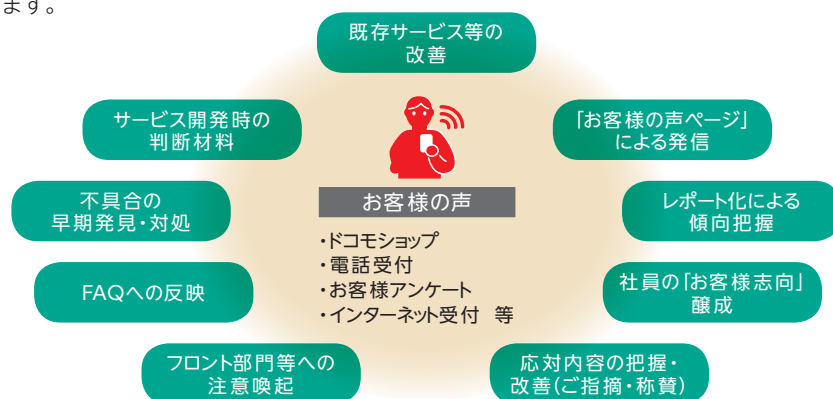 ます。
既存サービス等の
改善
サービス開発時の
判断材料
「お客様の声ページ」
による発信
不具合の
早期発見・対処
お客様の声
レポート化による
傾向把握
・ドコモショップ
・電話受付
・お客様アンケート
・インターネット受付 等
FAQへの反映
社員の「お客様志向」
醸成
フロント部門等への
注意喚起
応対内容の把握・
改善(ご指摘・称賛)